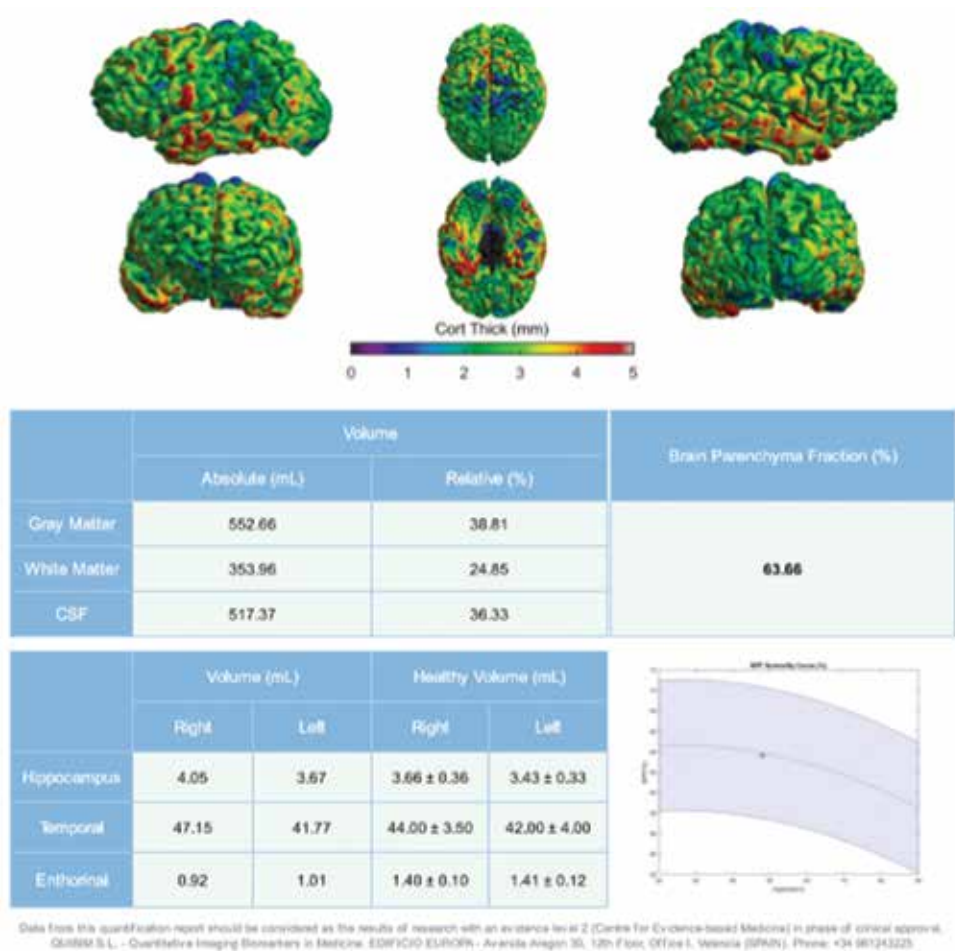 Cort Thick (mm)
0 1 2 3 4 5
Volume
Brain Parenchyma Fraction (%)
Absolute (mL) Relative (%)
Gray Matter 552.66 38.81
White Matter 353.96 24.85 63.66
CSF 517.37 36.33
Volume (mL) Healthy Volume (mL)
Right Left Right Left
Hippocampus 4.05 3.67 3.66 ± 0.36 3.43 ± 0.33
Temporal 47.15 41.77 44.00 ± 3.50 42.00 ± 4.00
Enthorinal 0.92 1.01 1.40 ± 0.10 1.41 ± 0.12
Data from this quantification report should be considered as the results of research with an evidence level 2 (Centre for Evidence-based Medicine) in phase of clinical approval.
QUIBIM S.L. - Quantitative Imaging Biomarkers in Medicine. EDIFICIO EUROPA - Avenida Aragon 30, 12th Floor, Office I. Valencia (SPAIN). Phone: